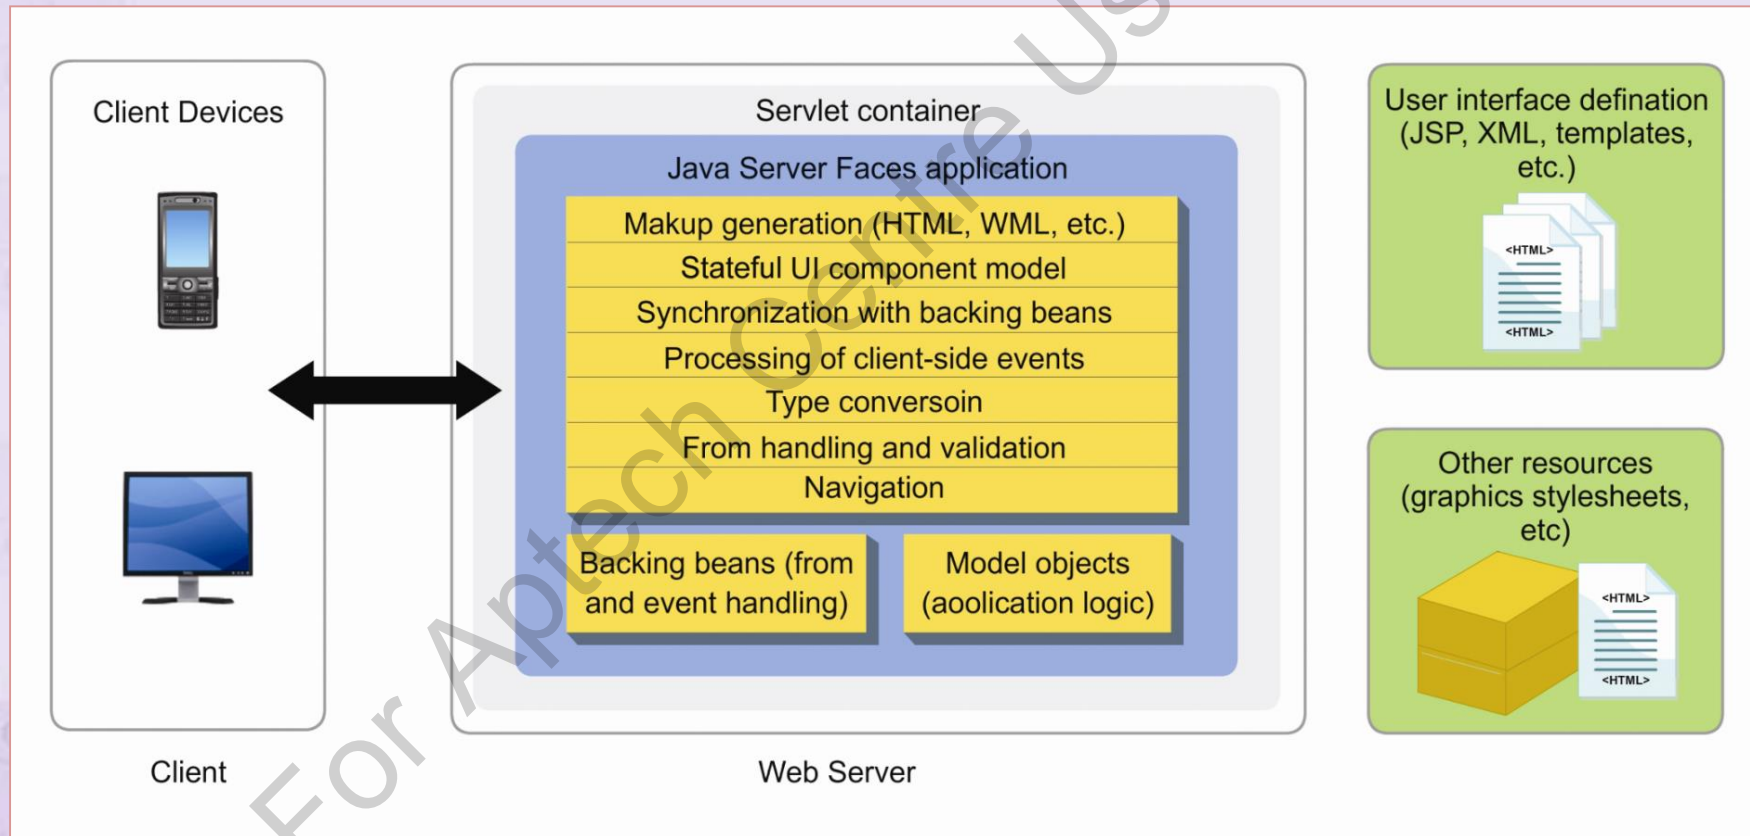 Client Devices
Client
Servlet container
Java Server Faces application
Makup generation (HTML, WML, etc.)
Stateful UI component model
Synchronization with backing beans
Processing of client-side events
Type conversoin
From handling and validation
Navigation
Backing beans (from
and event handling)
Model objects
(aoolication logic)
Web Server
User interface defination
(JSP, XML, templates,
etc.)
<HTML>
<HTML>
Other resources
(graphics stylesheets,
etc)
<HTML>
<HTML>
For Aptech Centre Us